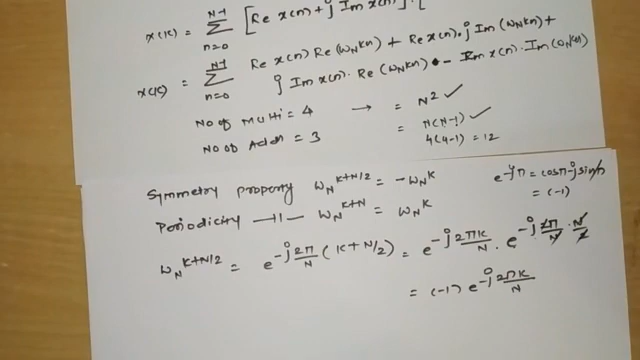 x(k) = N-1 Σ n=0 [Re x(n) + j Im x(n)] . [
x(k) = N-1 Σ n=0 Re x(n) Re (W_N^kn) + Re x(n). j Im (W_N^kn) +
j Im x(n). Re (W_N^kn) - Im x(n). Im (W_N^kn)
No of Multi = 4 → = N² ✓
No of Addn = 3 = N(N-1) ✓
4(4-1) = 12
Symmetry property W_N^(k+N/2) = -W_N^k e^-jπ = cosπ - j sinπ
= (-1)
Periodicity —11— W_N^(k+N) = W_N^k
W_N^(k+N/2) = e^(-j 2π/N (k+N/2)) = e^(-j 2πk/N) . e^(-j 2π/N . N/2)
= (-1) e^(-j 2πk/N)